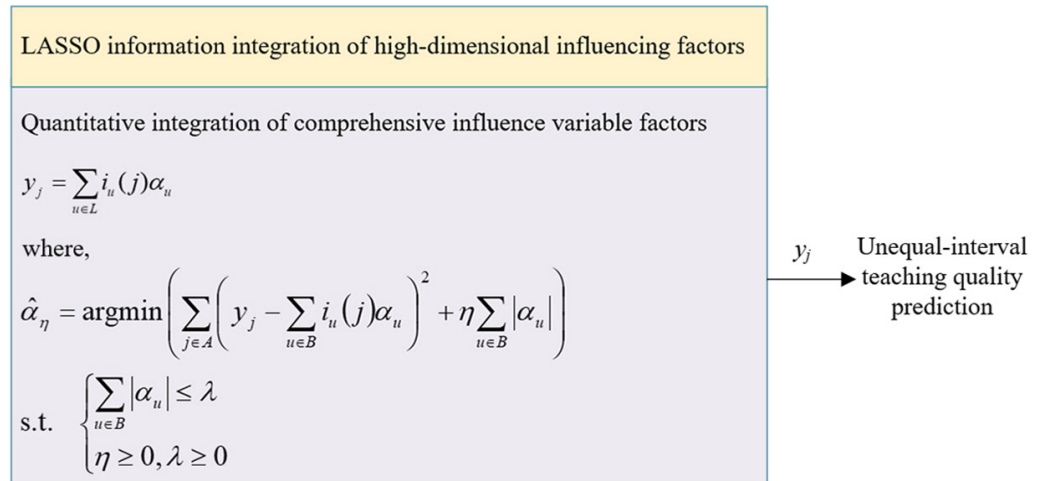 LASSO information integration of high-dimensional influencing factors
Quantitative integration of comprehensive influence variable factors
y_j = ∑_{u∈L} i_u(j)α_u
where,
α̂_η = argmin(∑_{j∈A}(y_j − ∑_{u∈B} i_u(j)α_u)^2 + η∑_{u∈B}|α_u|)
s.t. { ∑_{u∈B}|α_u| ≤ λ
η ≥ 0, λ ≥ 0
y_j
Unequal-interval
teaching quality
prediction